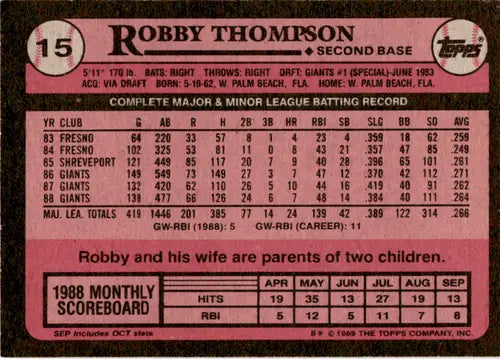 15
ROBBY THOMPSON
SECOND BASE
TOPPS
5'11" 170 lb. BATS: RIGHT THROWS: RIGHT DRFT: GIANTS #1 (SPECIAL)-JUNE 1983
ACQ: VIA DRAFT BORN: 5-10-62 W. PALM BEACH, FLA. HOME: W. PALM BEACH, FLA.
COMPLETE MAJOR & MINOR LEAGUE BATTING RECORD
YR CLUB G AB R H 2B 3B HR RBI SB SLG BB SO AVG
83 FRESNO 64 220 33 57 8 1 4 23 4 .359 18 62 .259
84 FRESNO 102 325 53 81 11 0 8 43 21 .357 47 85 .249
85 SHREVEPORT 121 449 85 117 20 7 9 40 28 .396 65 101 .261
86 GIANTS 149 549 73 149 27 3 7 47 12 .370 42 112 .271
87 GIANTS 132 420 62 110 26 5 10 44 16 .419 40 91 .262
88 GIANTS 138 477 66 126 24 6 7 48 14 .384 40 111 .264
MAJ. LEA. TOTALS 419 1446 201 385 77 14 24 139 42 .389 122 314 .266
GW-RBI (1988): 5 GW-RBI (CAREER): 11
Robby and his wife are parents of two children.
1988 MONTHLY SCOREBOARD
APR MAY JUN JUL AUG SEP
HITS 19 35 13 27 19 13
RBI 5 12 5 11 7 8
SEP includes OCT stats
B* © 1989 THE TOPPS COMPANY, INC.